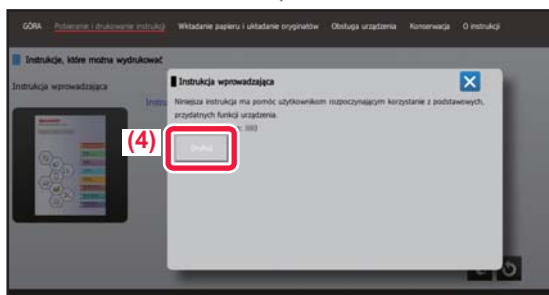 GÓRA Pobieranie i drukowanie instrukcji Wkładanie papieru i układanie oryginałów Obsługa urządzenia Konserwacja O instrukcji
Instrukcje, które można wydrukować
Instrukcja wprowadzająca
Instrukcja wprowadzająca
Niniejsza instrukcja ma pomóc użytkownikom rozpoczynającym korzystanie z podstawowych,
przydatnych funkcji urządzenia.
(4)
Drukuj